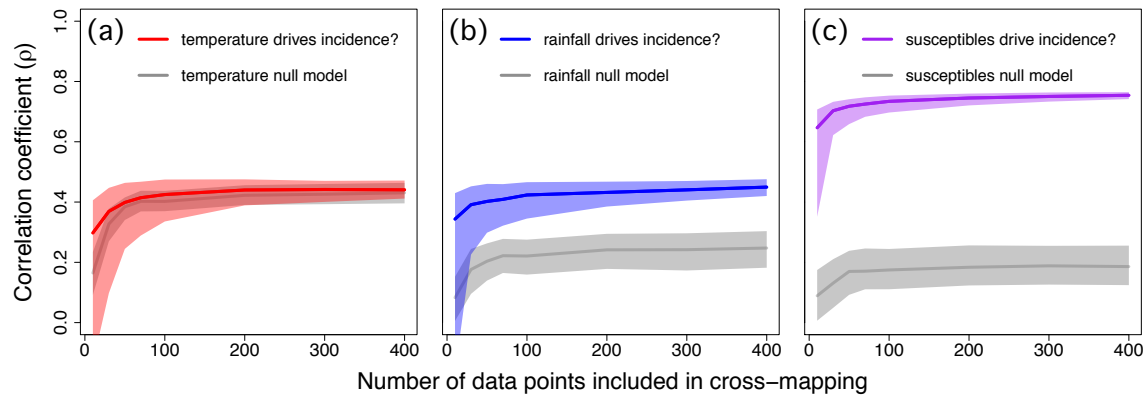 (a)
temperature drives incidence?
temperature null model
(b)
rainfall drives incidence?
rainfall null model
(c)
susceptibles drive incidence?
susceptibles null model
Correlation coefficient (ρ)
1.0
0.8
0.6
0.4
0.2
0.0
0 100 200 300 400
0 100 200 300 400
0 100 200 300 400
Number of data points included in cross−mapping